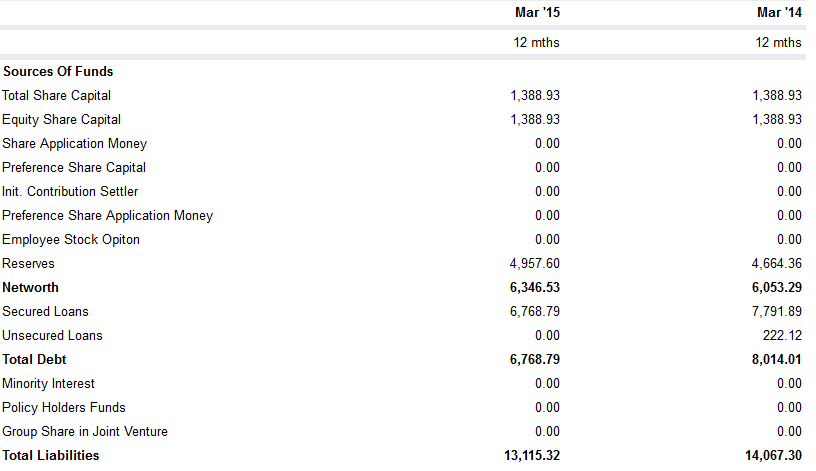 Mar '15 Mar '14
12 mths 12 mths
Sources Of Funds
Total Share Capital 1,388.93 1,388.93
Equity Share Capital 1,388.93 1,388.93
Share Application Money 0.00 0.00
Preference Share Capital 0.00 0.00
Init. Contribution Settler 0.00 0.00
Preference Share Application Money 0.00 0.00
Employee Stock Opiton 0.00 0.00
Reserves 4,957.60 4,664.36
Networth 6,346.53 6,053.29
Secured Loans 6,768.79 7,791.89
Unsecured Loans 0.00 222.12
Total Debt 6,768.79 8,014.01
Minority Interest 0.00 0.00
Policy Holders Funds 0.00 0.00
Group Share in Joint Venture 0.00 0.00
Total Liabilities 13,115.32 14,067.30